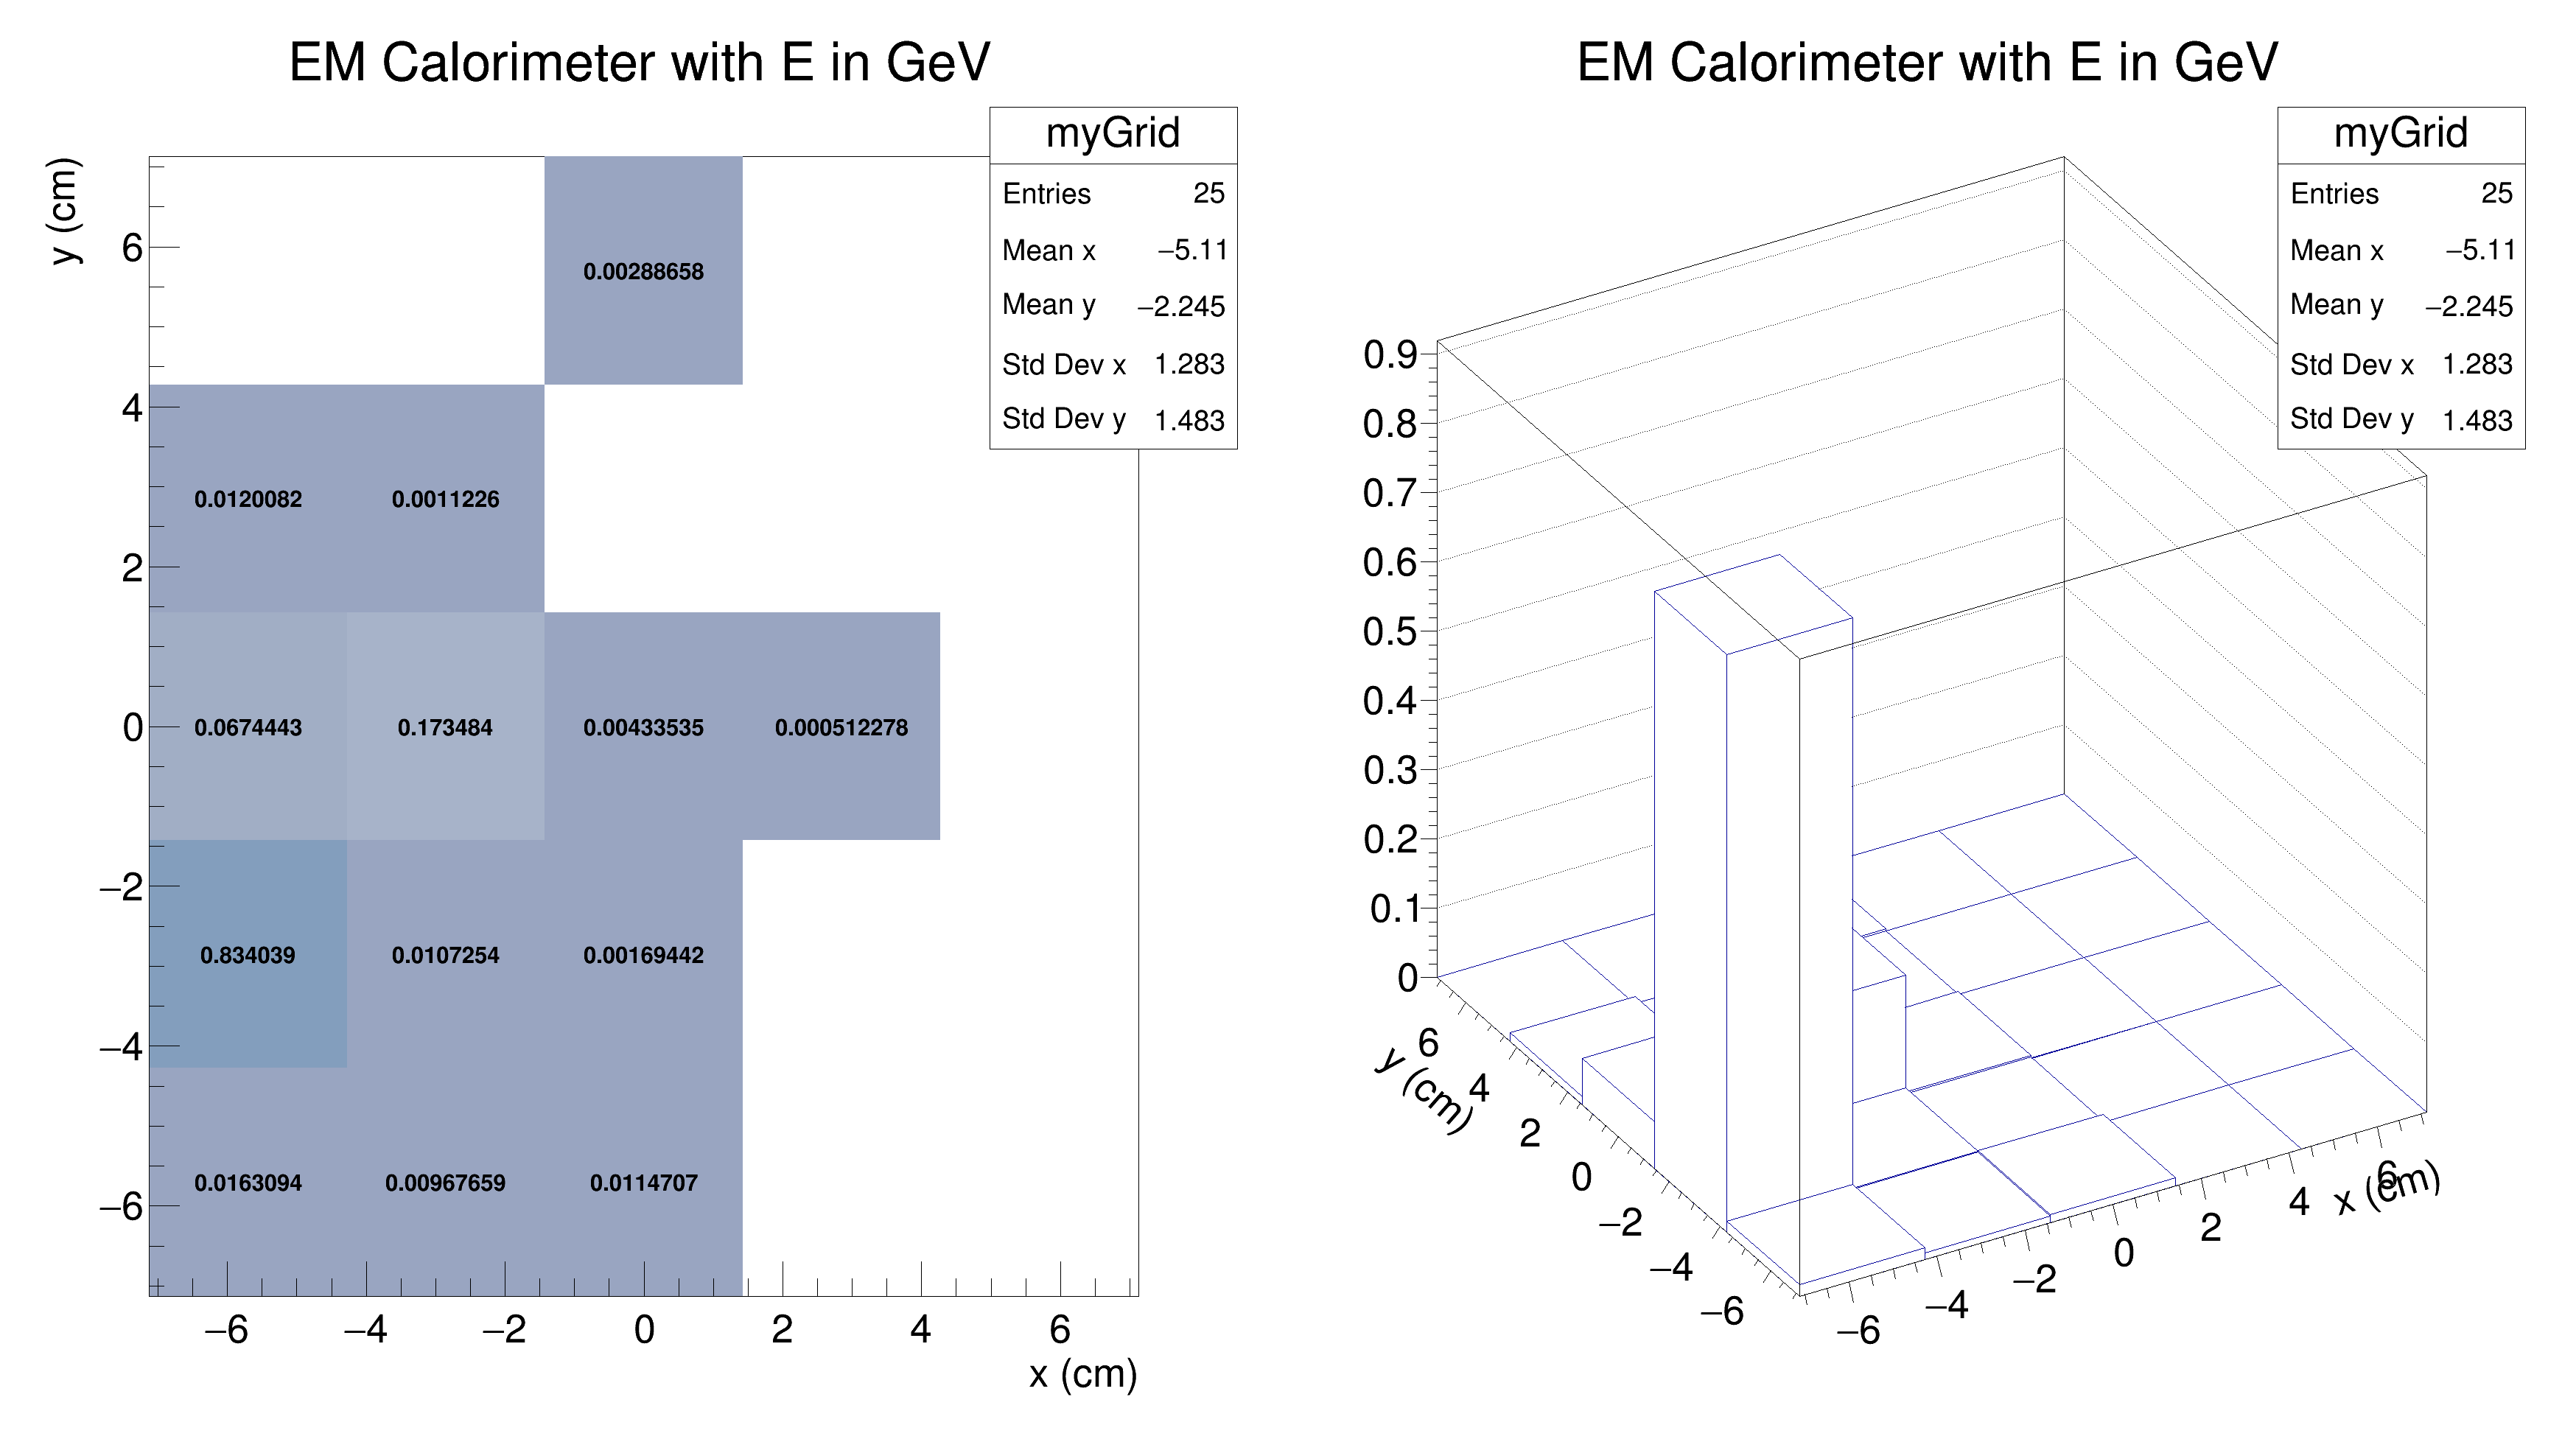 EM Calorimeter with E in GeV
myGrid
Entries 25
Mean x −5.11
Mean y −2.245
Std Dev x 1.283
Std Dev y 1.483
y (cm)
6
4
2
0
−2
−4
−6
0.00288658
0.0120082 0.0011226
0.0674443 0.173484 0.00433535 0.000512278
0.834039 0.0107254 0.00169442
0.0163094 0.00967659 0.0114707
−6 −4 −2 0 2 4 6
x (cm)
EM Calorimeter with E in GeV
myGrid
Entries 25
Mean x −5.11
Mean y −2.245
Std Dev x 1.283
Std Dev y 1.483
0.9
0.8
0.7
0.6
0.5
0.4
0.3
0.2
0.1
0
y (cm)
6
4
2
0
−2
−4
−6
−6
−4
−2
0
2
4
6
x (cm)